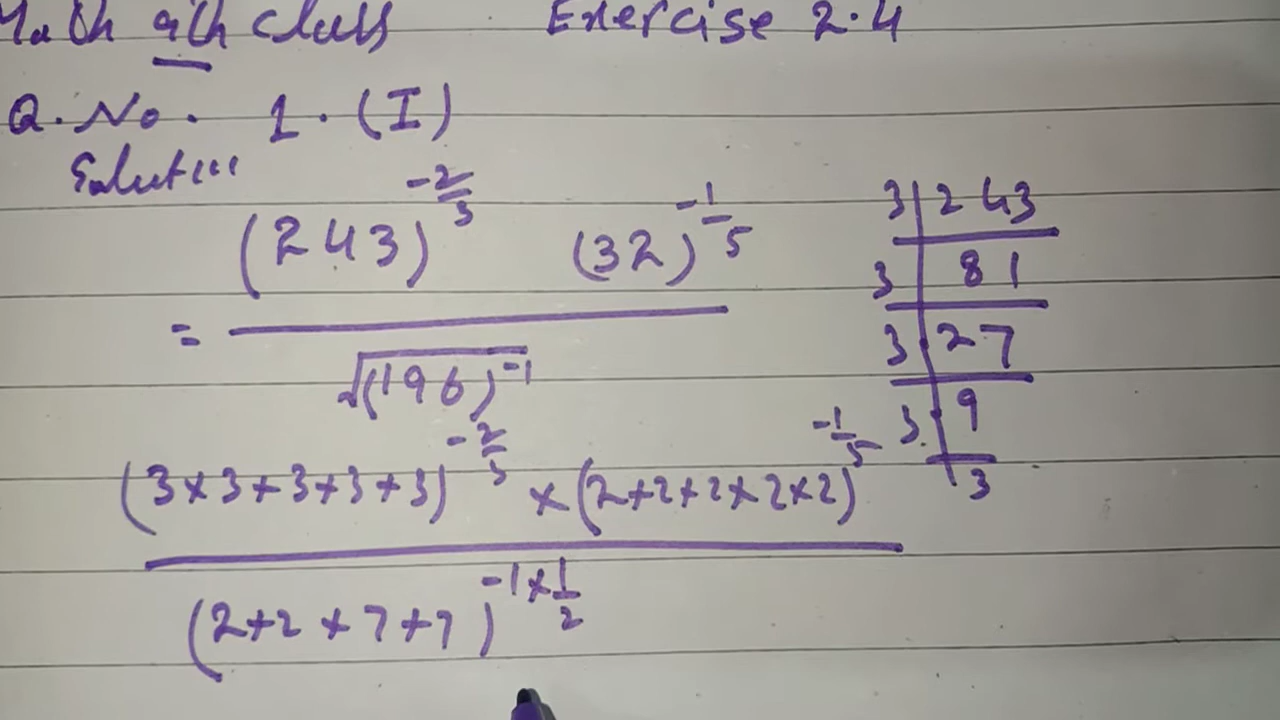 Math 9th class Exercise 2.4
Q. No. 1. (I)
Solution
(243)^-2/5 (32)^-1/5
= ―――――――
√(196)^-1
(3×3×3×3×3)^-2/5 × (2×2×2×2×2)^-1/5
―――――――
(2×2×7×7)^-1×1/2
3 | 243
3 | 81
3 | 27
3 | 9
3